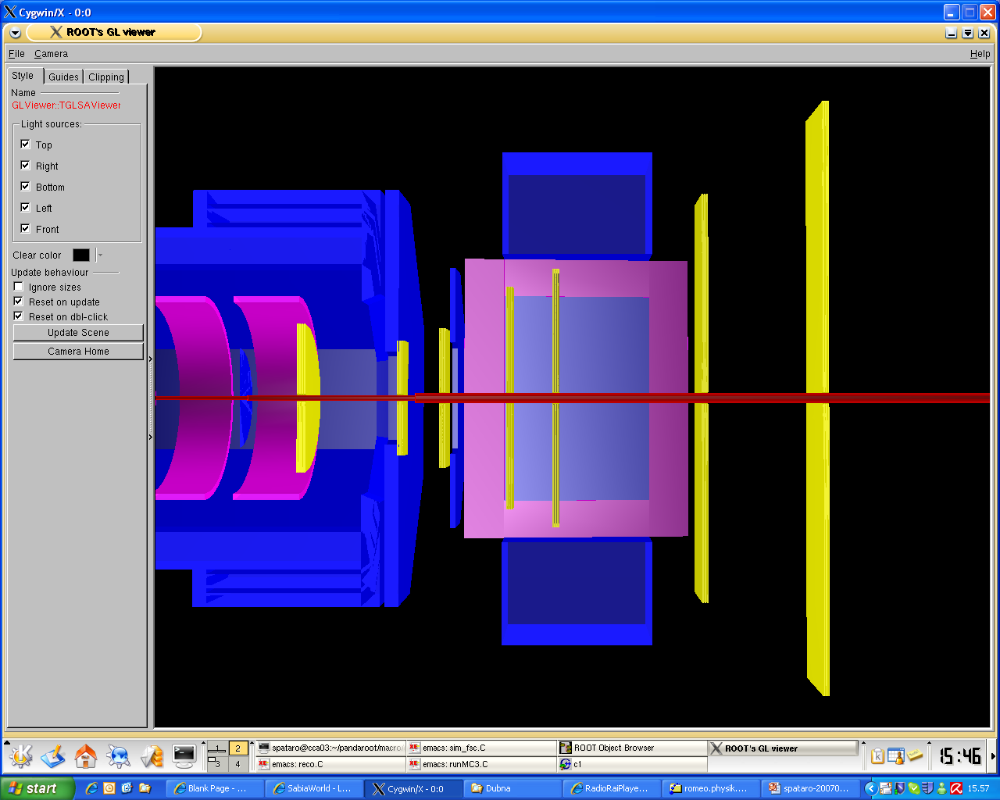 Cygwin/X - 0:0
ROOT's GL viewer
File Camera Help
Style Guides Clipping
Name
GLViewer::TGLSAViewer
Light sources:
Top
Right
Bottom
Left
Front
Clear color
Update behaviour
Ignore sizes
Reset on update
Reset on dbl-click
Update Scene
Camera Home
1 2 spataro@cca03:~/pandaroot/macro/ emacs: sim_fsc.C ROOT Object Browser ROOT's GL viewer
3 4 emacs: reco.C emacs: runMC3.C c1
15:46
start Blank Page - ... SabiaWorld - L... Cygwin/X - 0:0 Dubna RadioRaiPlaye... romeo.physik.... spataro-20070... 15.57